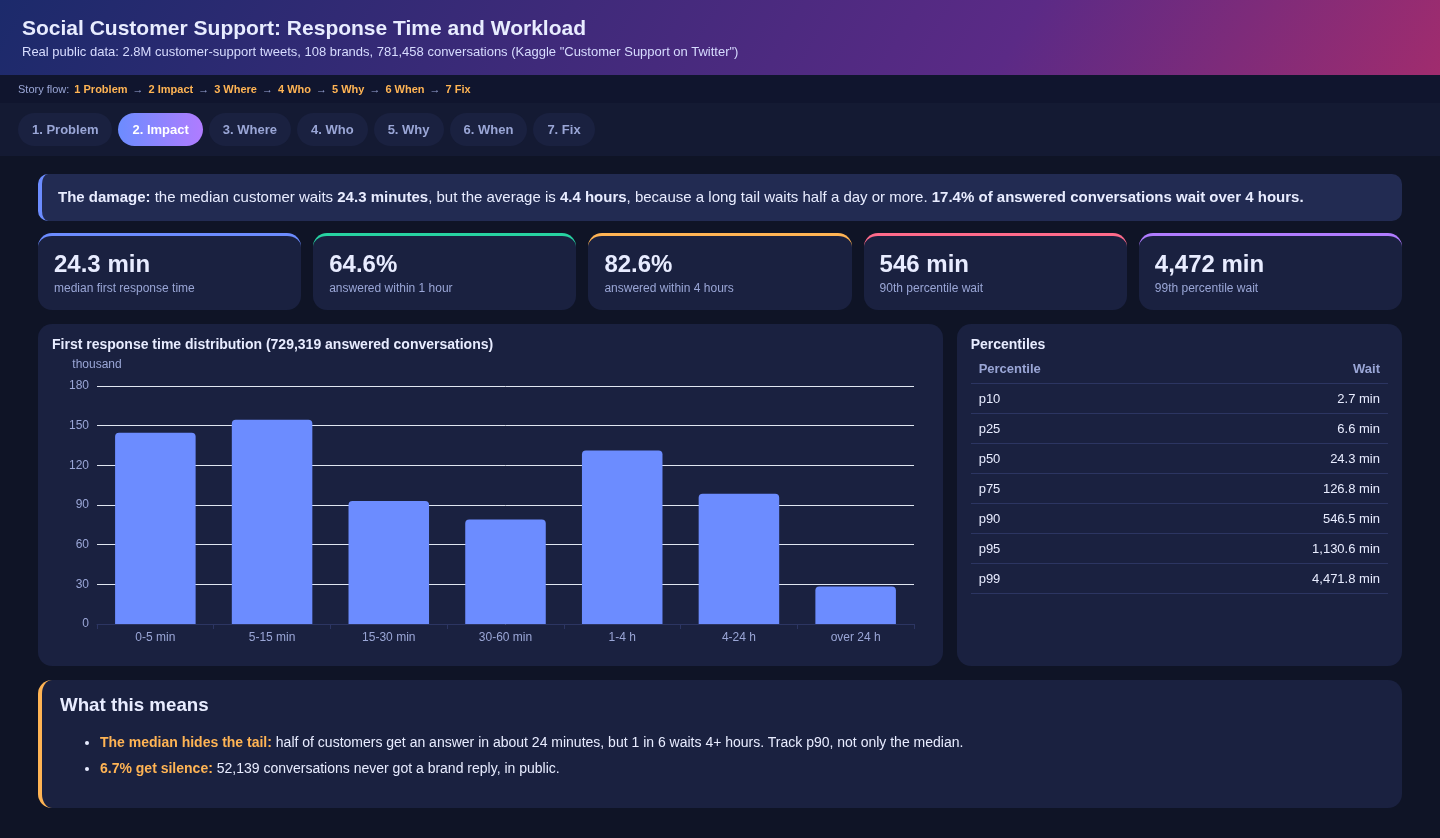 Social Customer Support: Response Time and Workload
Real public data: 2.8M customer-support tweets, 108 brands, 781,458 conversations (Kaggle "Customer Support on Twitter")
Story flow: 1 Problem → 2 Impact → 3 Where → 4 Who → 5 Why → 6 When → 7 Fix
1. Problem 2. Impact 3. Where 4. Who 5. Why 6. When 7. Fix
The damage: the median customer waits 24.3 minutes, but the average is 4.4 hours, because a long tail waits half a day or more. 17.4% of answered conversations wait over 4 hours.
24.3 min
median first response time
64.6%
answered within 1 hour
82.6%
answered within 4 hours
546 min
90th percentile wait
4,472 min
99th percentile wait
First response time distribution (729,319 answered conversations)
thousand
180
150
120
90
60
30
0
0-5 min 5-15 min 15-30 min 30-60 min 1-4 h 4-24 h over 24 h
Percentiles
Percentile Wait
p10 2.7 min
p25 6.6 min
p50 24.3 min
p75 126.8 min
p90 546.5 min
p95 1,130.6 min
p99 4,471.8 min
What this means
• The median hides the tail: half of customers get an answer in about 24 minutes, but 1 in 6 waits 4+ hours. Track p90, not only the median.
• 6.7% get silence: 52,139 conversations never got a brand reply, in public.